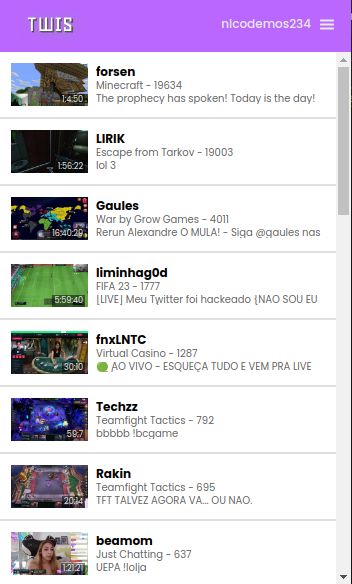 TWIS
nicodemos234
forsen
Minecraft - 19634
1:4:50
The prophecy has spoken! Today is the day!
LIRIK
Escape from Tarkov - 19003
1:56:22
lol 3
Gaules
War by Grow Games - 4011
16:40:29
Rerun Alexandre O MULA! - Siga @gaules nas
liminhag0d
FIFA 23 - 1777
5:59:40
[LIVE] Meu Twitter foi hackeado {NAO SOU EU
fnxLNTC
Virtual Casino - 1287
30:10
🟢 AO VIVO - ESQUEÇA TUDO E VEM PRA LIVE
Techzz
Teamfight Tactics - 792
59:7
bbbbb !bcgame
Rakin
Teamfight Tactics - 695
20:14
TFT TALVEZ AGORA VA... OU NAO.
beamom
Just Chatting - 637
1:21:21
UEPA !lolja